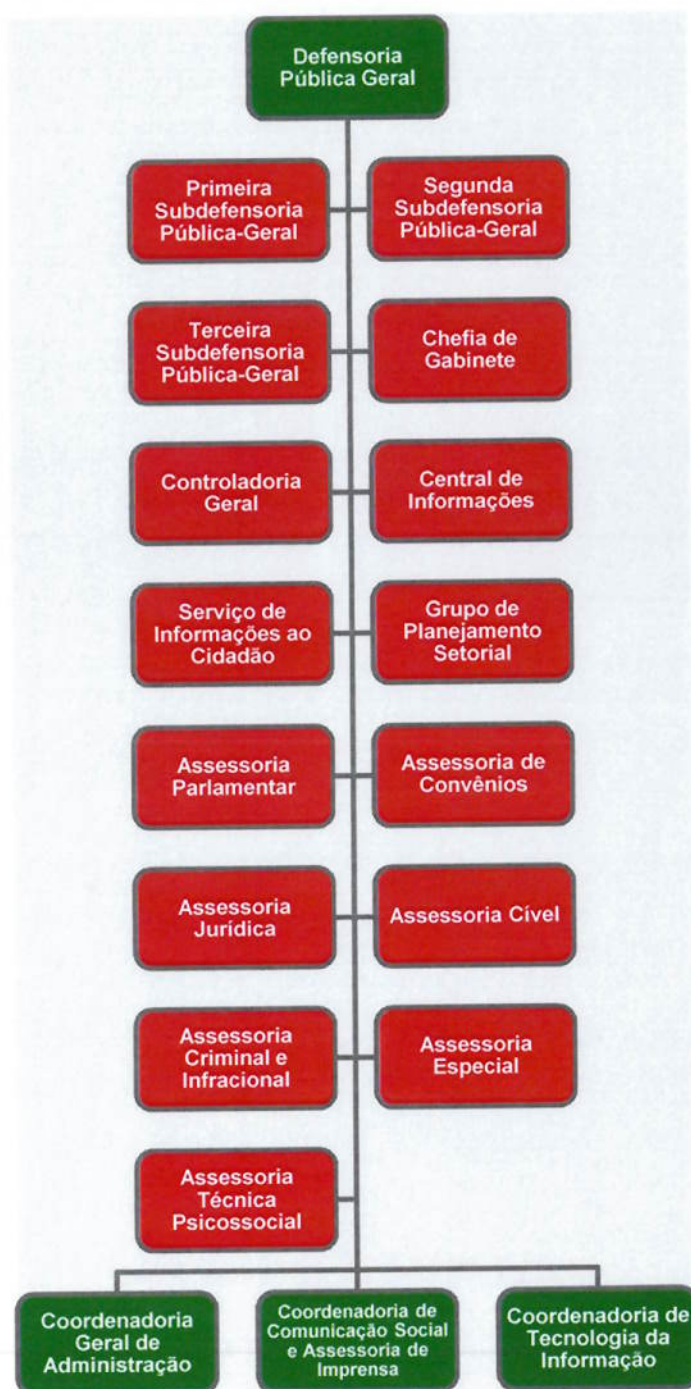 Defensoria
Pública Geral
Primeira
Subdefensoria
Pública-Geral
Segunda
Subdefensoria
Pública-Geral
Terceira
Subdefensoria
Pública-Geral
Chefia de
Gabinete
Controladoria
Geral
Central de
Informações
Serviço de
Informações ao
Cidadão
Grupo de
Planejamento
Setorial
Assessoria
Parlamentar
Assessoria de
Convênios
Assessoria
Jurídica
Assessoria Cível
Assessoria
Criminal e
Infracional
Assessoria
Especial
Assessoria
Técnica
Psicossocial
Coordenadoria
Geral de
Administração
Coordenadoria de
Comunicação Social
e Assessoria de
Imprensa
Coordenadoria de
Tecnologia da
Informação